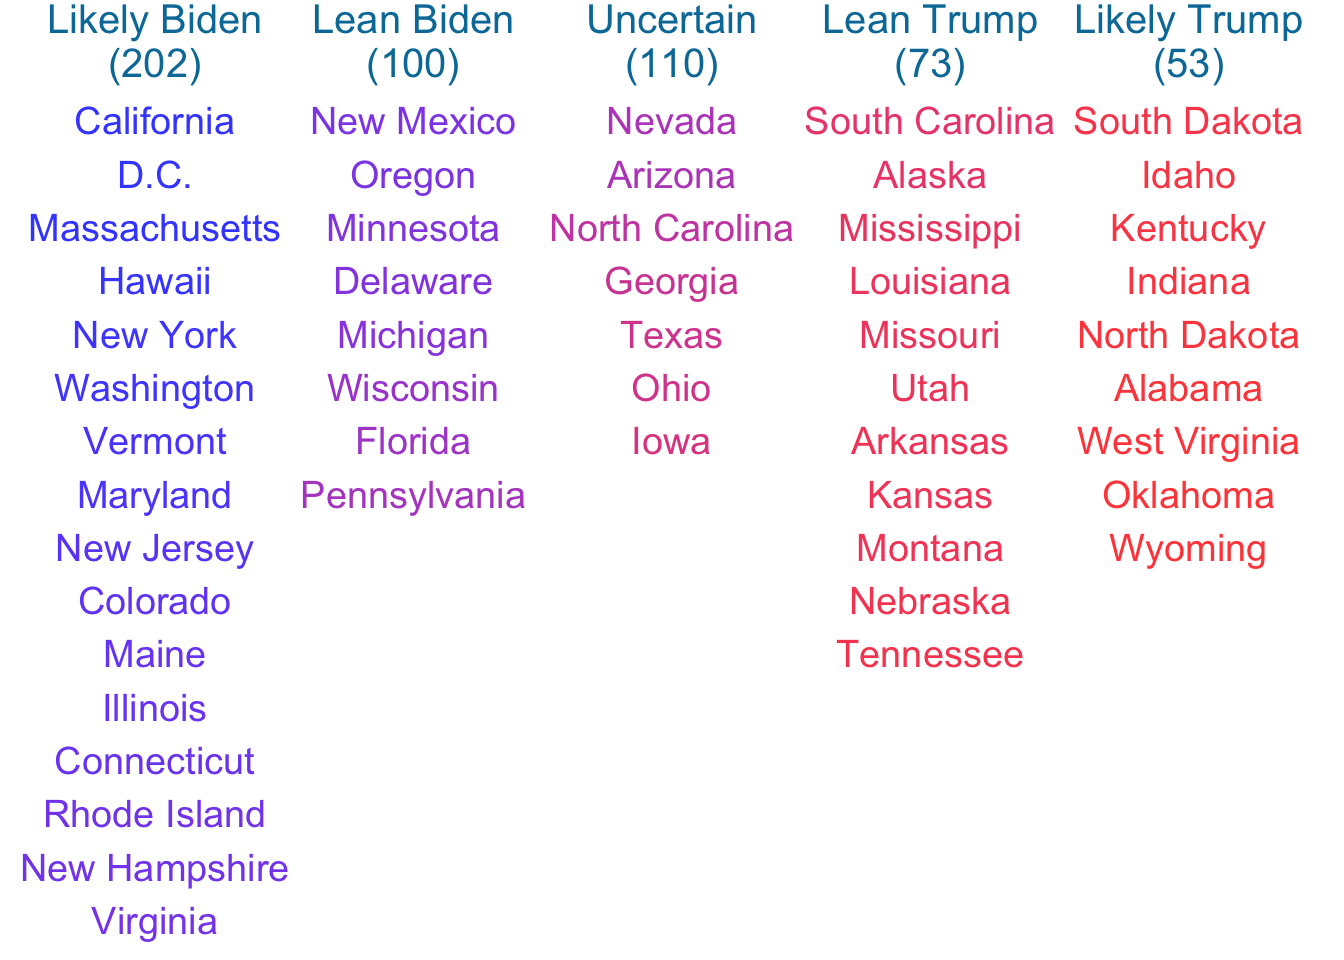 Likely Biden
(202)
California
D.C.
Massachusetts
Hawaii
New York
Washington
Vermont
Maryland
New Jersey
Colorado
Maine
Illinois
Connecticut
Rhode Island
New Hampshire
Virginia
Lean Biden
(100)
New Mexico
Oregon
Minnesota
Delaware
Michigan
Wisconsin
Florida
Pennsylvania
Uncertain
(110)
Nevada
Arizona
North Carolina
Georgia
Texas
Ohio
Iowa
Lean Trump
(73)
South Carolina
Alaska
Mississippi
Louisiana
Missouri
Utah
Arkansas
Kansas
Montana
Nebraska
Tennessee
Likely Trump
(53)
South Dakota
Idaho
Kentucky
Indiana
North Dakota
Alabama
West Virginia
Oklahoma
Wyoming